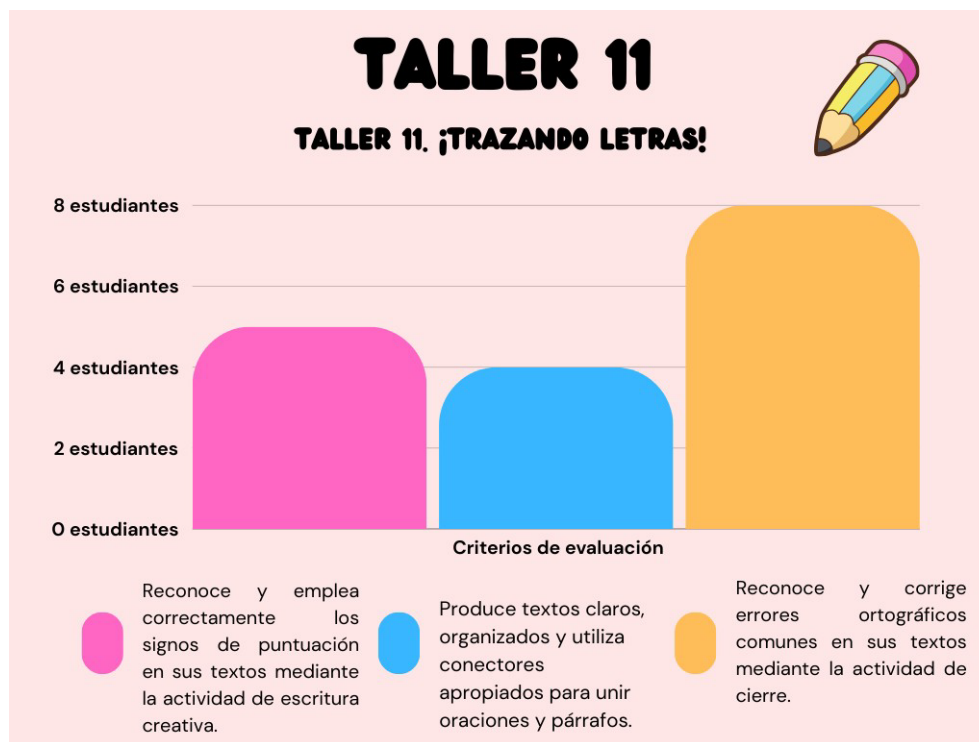 TALLER 11
TALLER 11. ¡TRAZANDO LETRAS!
8 estudiantes
6 estudiantes
4 estudiantes
2 estudiantes
0 estudiantes
Criterios de evaluación
Reconoce y emplea
correctamente los
signos de puntuación
en sus textos mediante
la actividad de escritura
creativa.
Produce textos claros,
organizados y utiliza
conectores
apropiados para unir
oraciones y párrafos.
Reconoce y corrige
errores ortográficos
comunes en sus textos
mediante la actividad de
cierre.